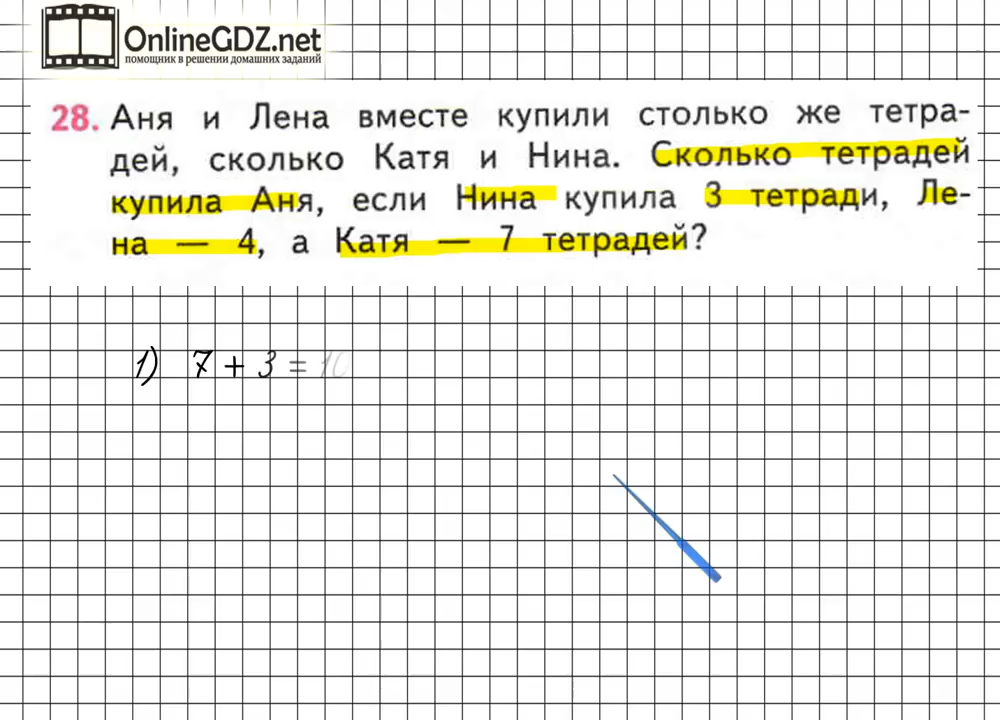 OnlineGDZ.net
помощник в решении домашних заданий
28. Аня и Лена вместе купили столько же тетра-
дей, сколько Катя и Нина. Сколько тетрадей
купила Аня, если Нина купила 3 тетради, Ле-
на — 4, а Катя — 7 тетрадей?
1) 7 + 3 = 10